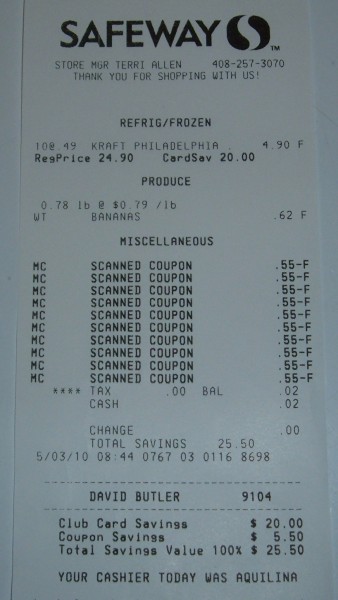 SAFEWAY S TM
STORE MGR TERRI ALLEN 408-257-3070
THANK YOU FOR SHOPPING WITH US!
REFRIG/FROZEN
10@.49 KRAFT PHILADELPHIA . 4.90 F
RegPrice 24.90 CardSav 20.00
PRODUCE
0.78 lb @ $0.79 /lb
WT BANANAS .62 F
MISCELLANEOUS
MC SCANNED COUPON .55-F
MC SCANNED COUPON .55-F
MC SCANNED COUPON .55-F
MC SCANNED COUPON .55-F
MC SCANNED COUPON .55-F
MC SCANNED COUPON .55-F
MC SCANNED COUPON .55-F
MC SCANNED COUPON .55-F
MC SCANNED COUPON .55-F
MC SCANNED COUPON .55-F
**** TAX .00 BAL .02
CASH .02
CHANGE .00
TOTAL SAVINGS 25.50
5/03/10 08:44 0767 03 0116 8698
DAVID BUTLER 9104
Club Card Savings $ 20.00
Coupon Savings $ 5.50
Total Savings Value 100% $ 25.50
YOUR CASHIER TODAY WAS AQUILINA